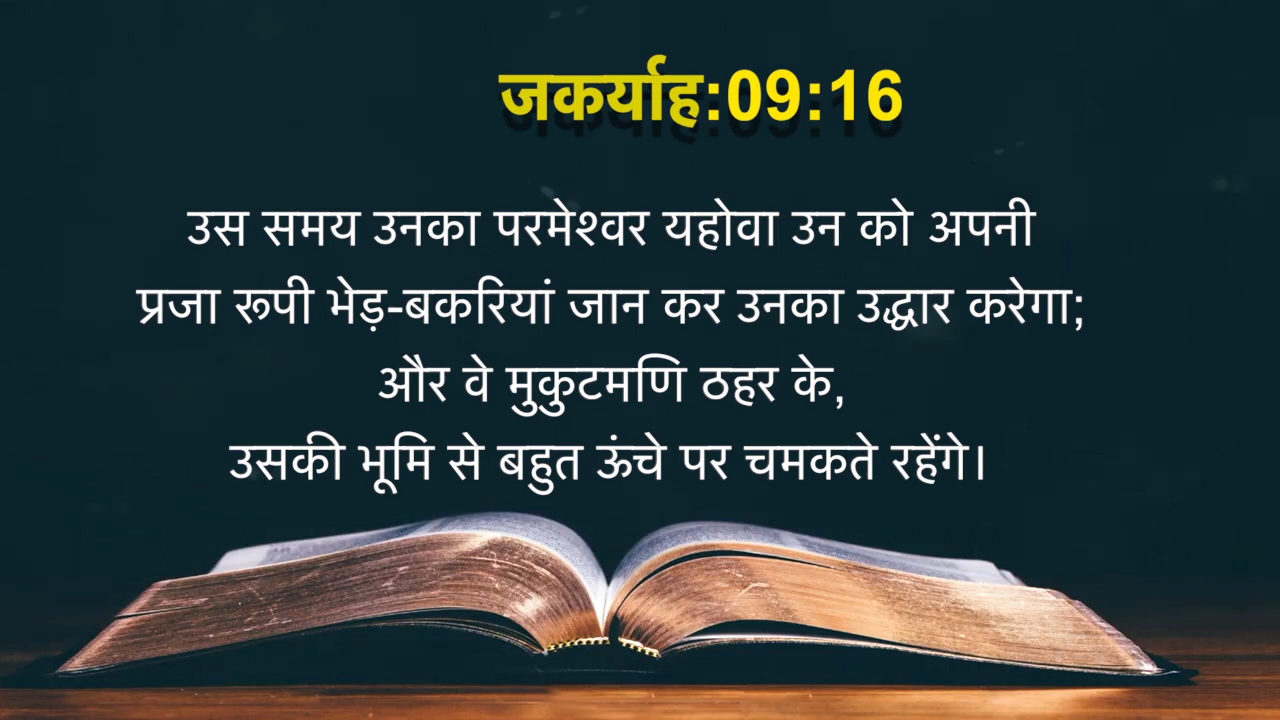 जकर्याह:09:16
उस समय उनका परमेश्वर यहोवा उन को अपनी
प्रजा रूपी भेड़-बकरियां जान कर उनका उद्धार करेगा;
और वे मुकुटमणि ठहर के,
उसकी भूमि से बहुत ऊंचे पर चमकते रहेंगे।